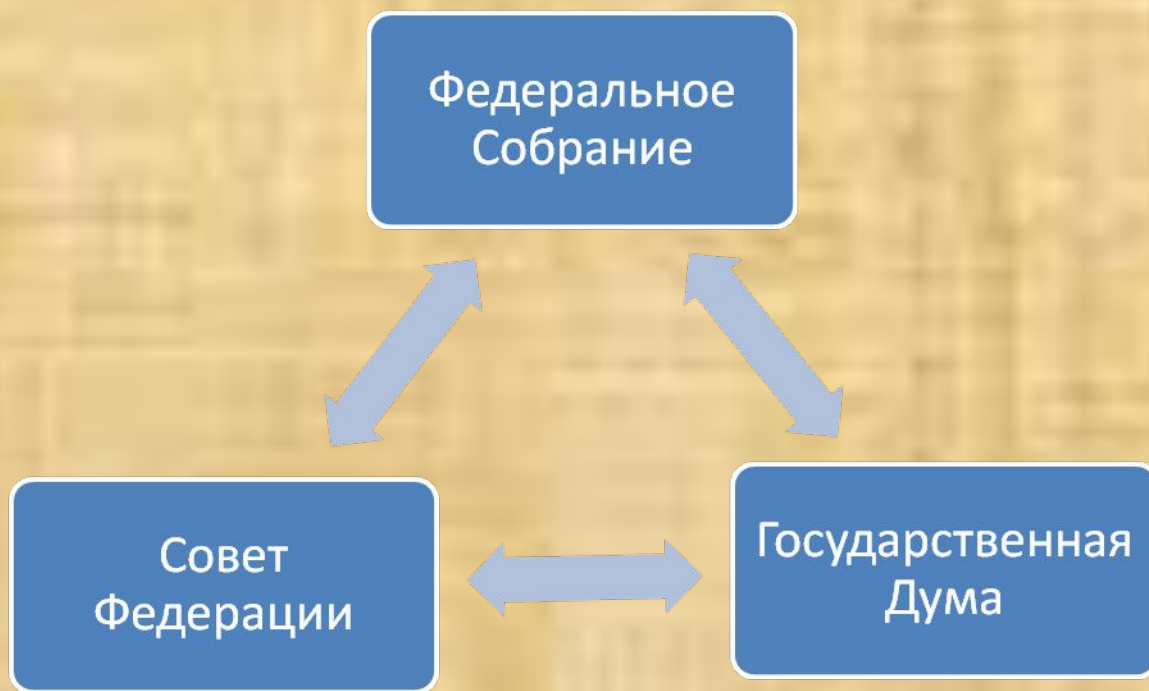 Федеральное
Собрание
Совет
Федерации
Государственная
Дума